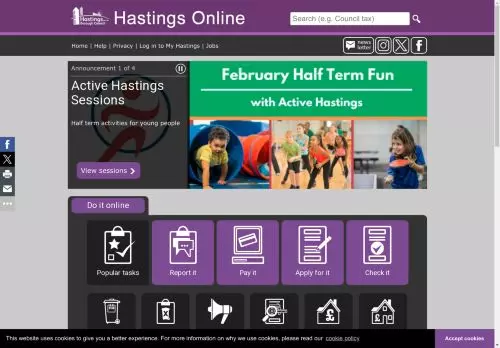 Hastings
Borough Council
Hastings Online
Search (e.g. Council tax)
Home | Help | Privacy | Log in to My Hastings | Jobs
news
letter
Announcement 1 of 4
Active Hastings
Sessions
Half term activities for young people
View sessions
February Half Term Fun
with Active Hastings
Do it online
Popular tasks
Report it
Pay it
Apply for it
Check it
This website uses cookies to give you a better experience. For more information on why we use cookies, please read our cookie policy
Accept cookies